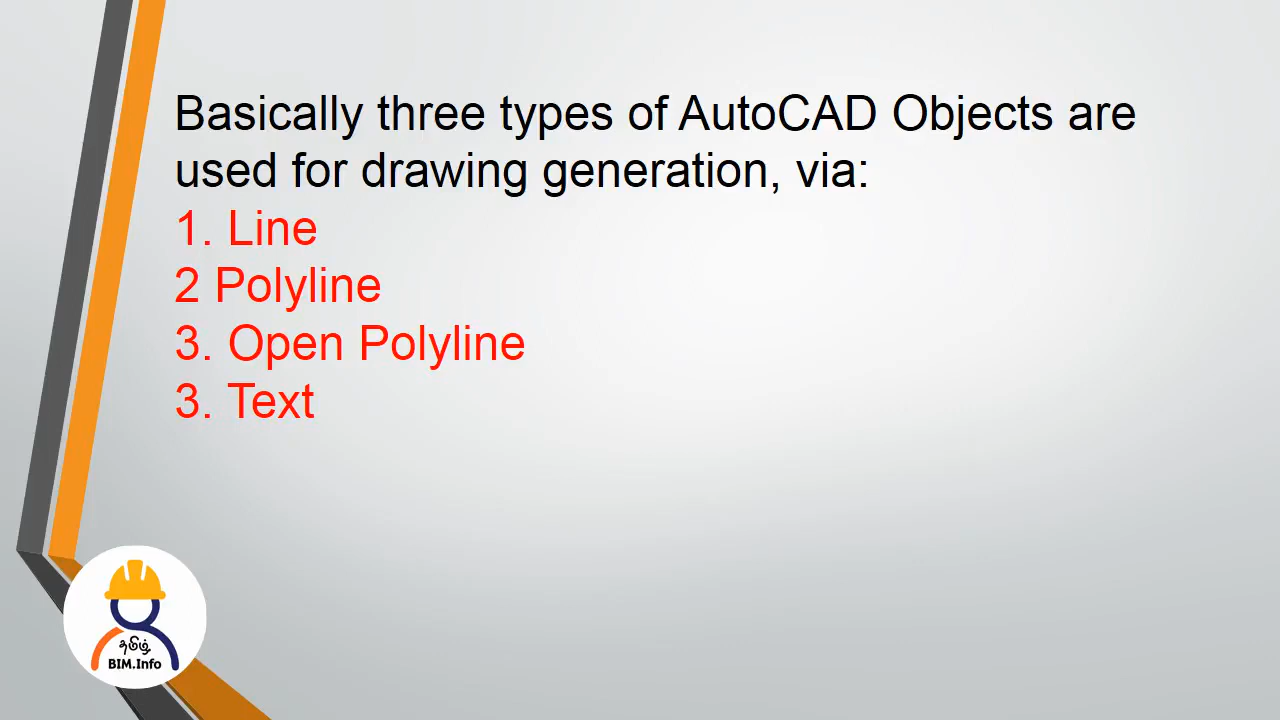 Basically three types of AutoCAD Objects are
used for drawing generation, via:
1. Line
2 Polyline
3. Open Polyline
3. Text
தமிழ்
BIM.Info